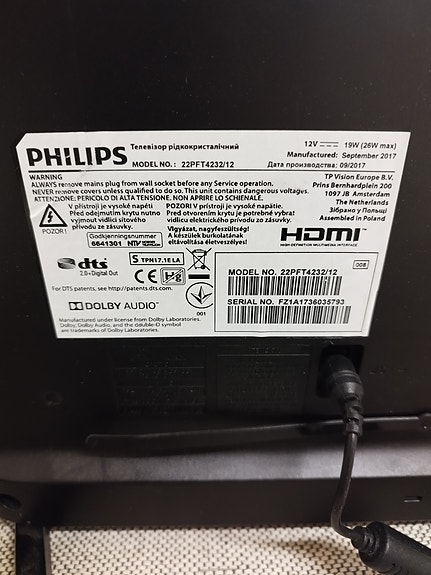 PHILIPS
Телевізор рідкокристалічний
MODEL NO. : 22PFT4232/12
12V 19W (26W max)
Manufactured: September 2017
Дата производства: 09/2017
WARNING
ALWAYS remove mains plug from wall socket before any Service operation.
NEVER remove covers unless qualified to do so. This unit contains dangerous voltages.
ATTENZIONE: PERICOLO DI ALTA TENSIONE. NON APRIRE LO SCHIENALE.
TP Vision Europe B.V.
Prins Bernhardplein 200
1097 JB Amsterdam
The Netherlands
Зібрано у Польщі
Assembled in Poland
POZOR!
V přístroji je vysoké napětí
Před odejmutím krytu nutno
vyjmout vidlici síťového
přívodu ze zásuvky.
POZOR! V prístroji je vysoké napätie.
Pred otvorením krytu je potrebné vybrať
vidlicu sieťového prívodu zo zásuvky.
Godkjenningsnummer
6641301 NTV
Vigyázat, nagyfeszültség!
A készülék burkolatának
eltávolítása életveszélyes!
HDMI
HIGH-DEFINITION MULTIMEDIA INTERFACE
dts
2.0+Digital Out
S TPN17.1E LA
CE
Hg
For DTS patents, see http://patents.dts.com.
DOLBY AUDIO™
001
Manufactured under license from Dolby Laboratories.
Dolby, Dolby Audio, and the double-D symbol
are trademarks of Dolby Laboratories.
008
MODEL NO. 22PFT4232/12
SERIAL NO. FZ1A1736035793